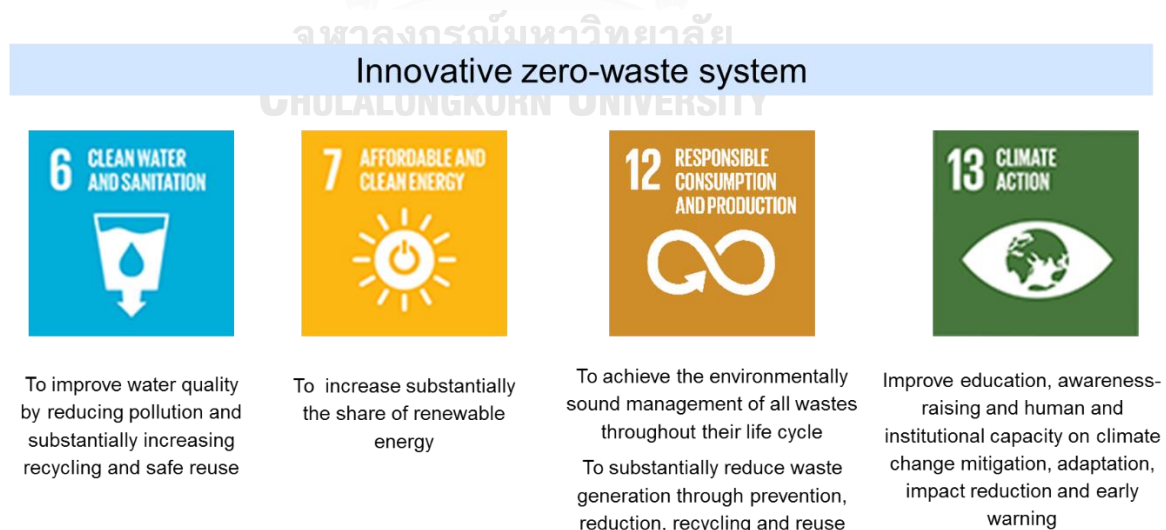 จุฬาลงกรณ์มหาวิทยาลัย
Innovative zero-waste system
CHULALONGKORN UNIVERSITY
6 CLEAN WATER
AND SANITATION
To improve water quality
by reducing pollution and
substantially increasing
recycling and safe reuse
7 AFFORDABLE AND
CLEAN ENERGY
To increase substantially
the share of renewable
energy
12 RESPONSIBLE
CONSUMPTION
AND PRODUCTION
To achieve the environmentally
sound management of all wastes
throughout their life cycle
To substantially reduce waste
generation through prevention,
reduction, recycling and reuse
13 CLIMATE
ACTION
Improve education, awareness-
raising and human and
institutional capacity on climate
change mitigation, adaptation,
impact reduction and early
warning